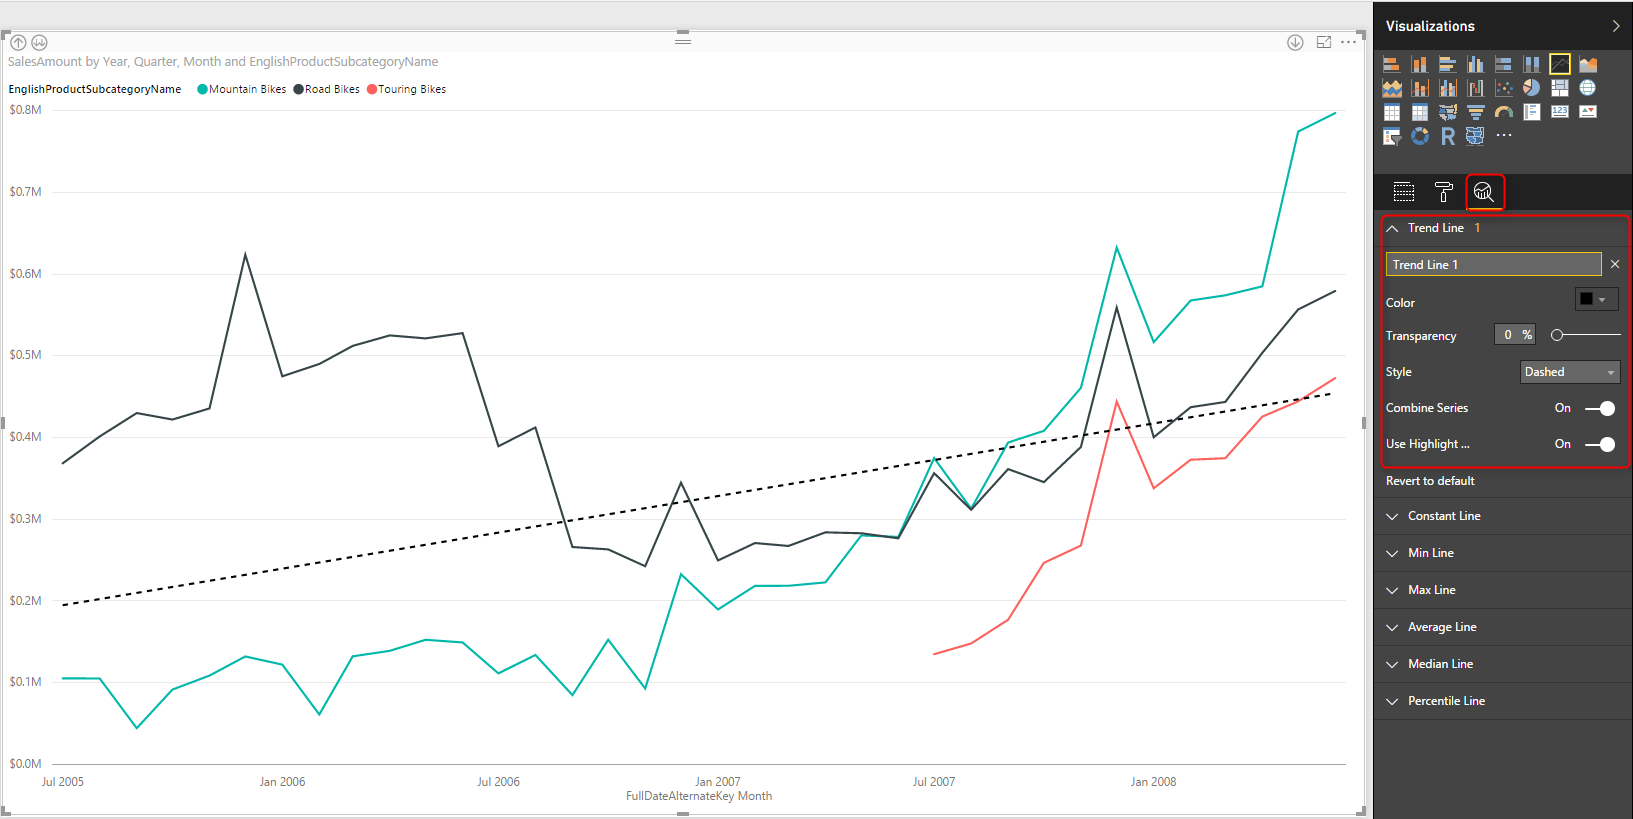 SalesAmount by Year, Quarter, Month and EnglishProductSubcategoryName
EnglishProductSubcategoryName Mountain Bikes Road Bikes Touring Bikes
$0.8M
$0.7M
$0.6M
$0.5M
$0.4M
$0.3M
$0.2M
$0.1M
$0.0M
Jul 2005 Jan 2006 Jul 2006 Jan 2007 Jul 2007 Jan 2008
FullDateAlternateKey Month
Visualizations
R 123
Trend Line 1
Trend Line 1
Color
Transparency 0 %
Style Dashed
Combine Series On
Use Highlight ... On
Revert to default
Constant Line
Min Line
Max Line
Average Line
Median Line
Percentile Line